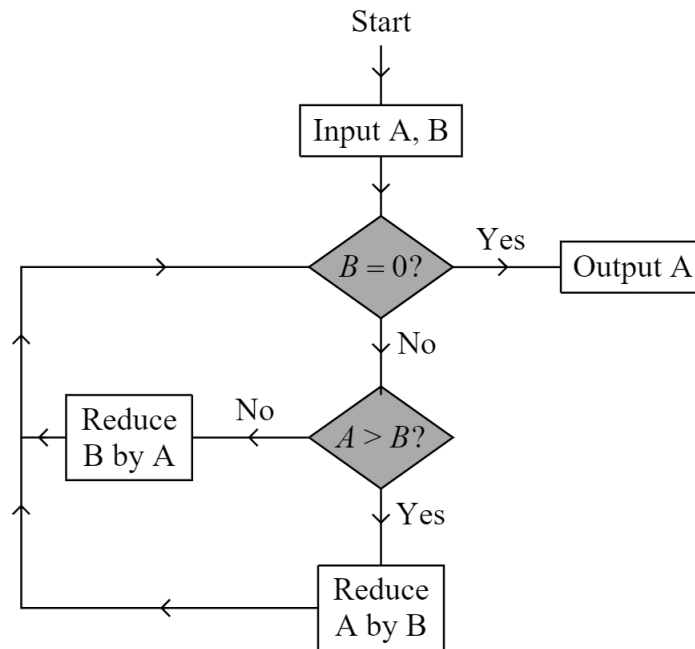 Start
Input A, B
B = 0?
Yes
Output A
No
A > B?
No
Reduce
B by A
Yes
Reduce
A by B